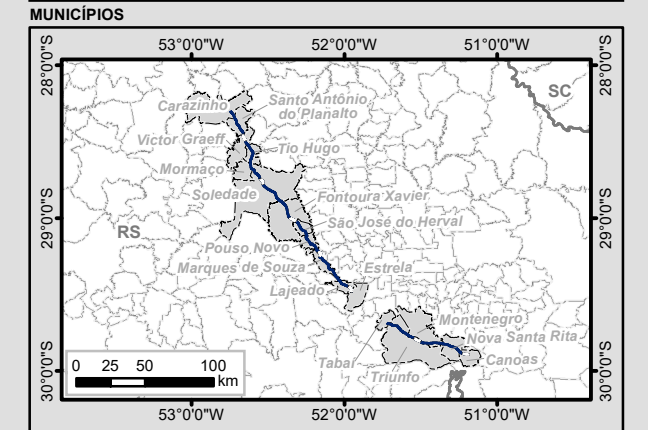 MUNICÍPIOS
53°0'0"W 52°0'0"W 51°0'0"W
28°0'0"S 28°0'0"S
SC
Carazinho
Santo Antônio
do Planalto
Victor Graeff
Tio Hugo
Mormaço
Soledade
Fontoura Xavier
29°0'0"S 29°0'0"S
São José do Herval
RS
Pouso Novo
Marques de Souza
Estrela
Lajeado
Montenegro
Nova Santa Rita
Tabaí
Canoas
Triunfo
30°0'0"S 30°0'0"S
0 25 50 100
km
53°0'0"W 52°0'0"W 51°0'0"W